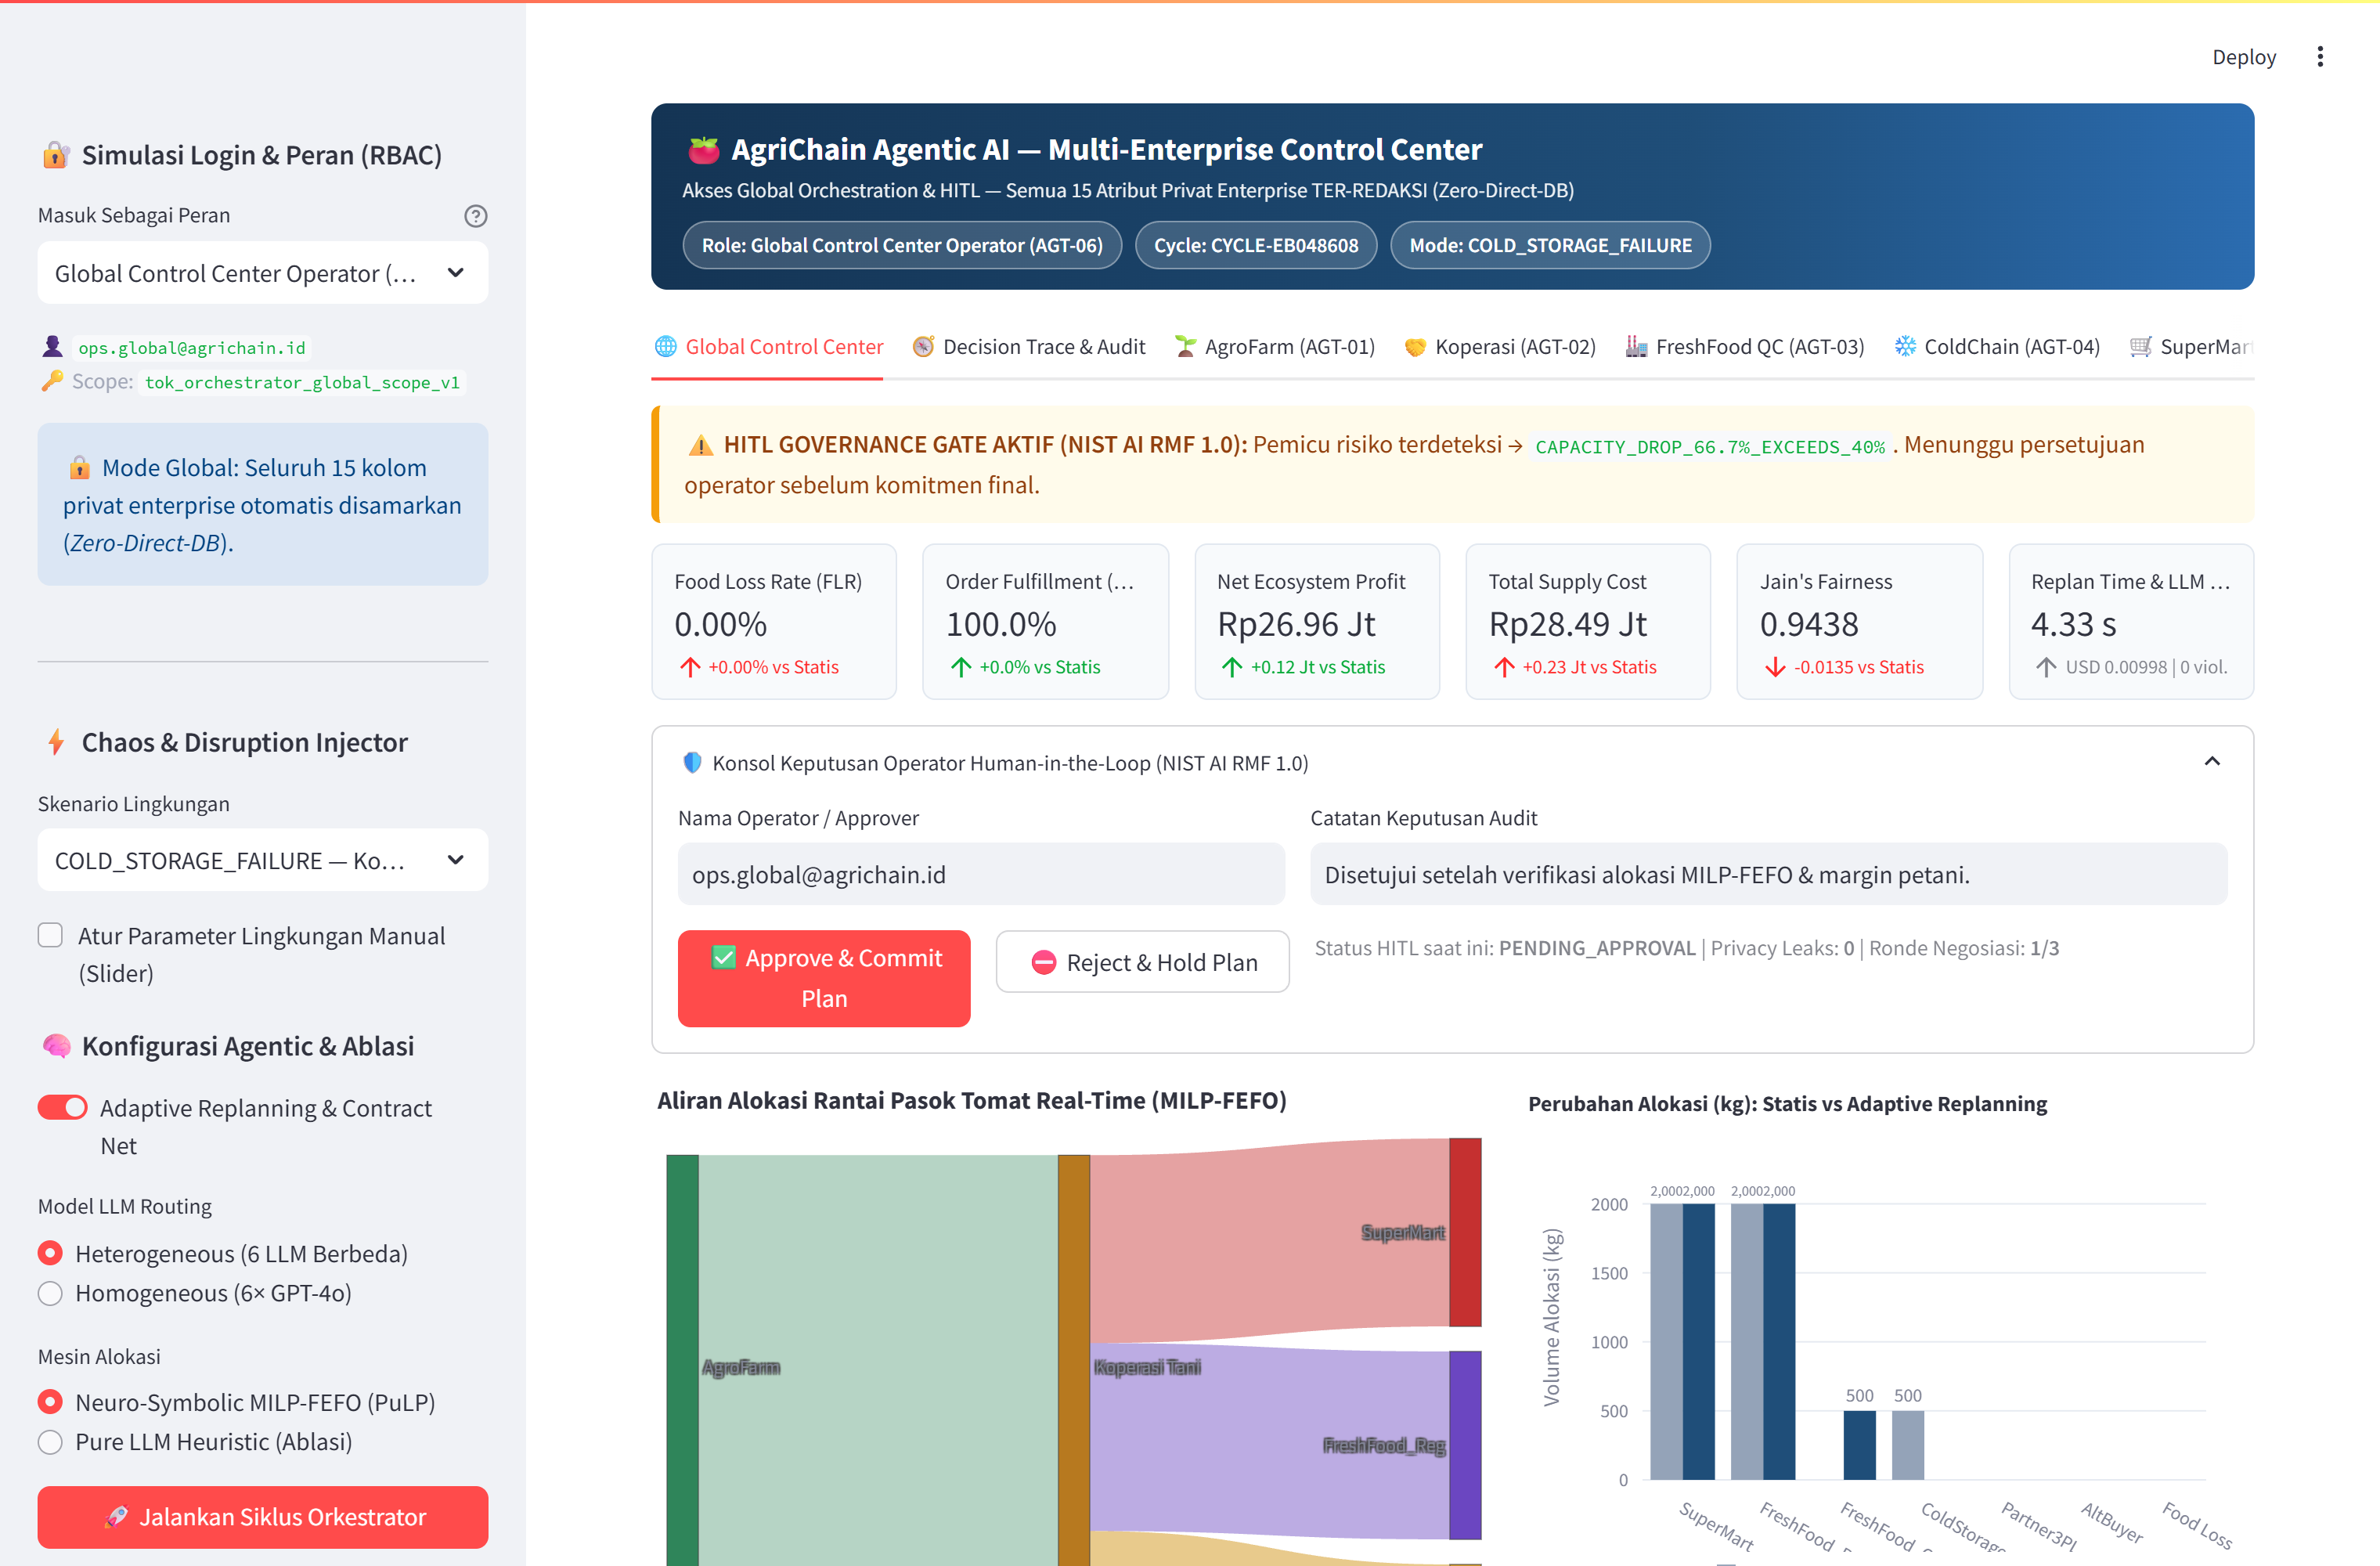 Deploy
Simulasi Login & Peran (RBAC)
Masuk Sebagai Peran
Global Control Center Operator (...
ops.global@agrichain.id
Scope: tok_orchestrator_global_scope_v1
Mode Global: Seluruh 15 kolom
privat enterprise otomatis disamarkan
(Zero-Direct-DB).
Chaos & Disruption Injector
Skenario Lingkungan
COLD_STORAGE_FAILURE — Ko...
Atur Parameter Lingkungan Manual
(Slider)
Konfigurasi Agentic & Ablasi
Adaptive Replanning & Contract
Net
Model LLM Routing
Heterogeneous (6 LLM Berbeda)
Homogeneous (6× GPT-4o)
Mesin Alokasi
Neuro-Symbolic MILP-FEFO (PuLP)
Pure LLM Heuristic (Ablasi)
Jalankan Siklus Orkestrator
AgriChain Agentic AI — Multi-Enterprise Control Center
Akses Global Orchestration & HITL — Semua 15 Atribut Privat Enterprise TER-REDAKSI (Zero-Direct-DB)
Role: Global Control Center Operator (AGT-06)
Cycle: CYCLE-EB048608
Mode: COLD_STORAGE_FAILURE
Global Control Center
Decision Trace & Audit
AgroFarm (AGT-01)
Koperasi (AGT-02)
FreshFood QC (AGT-03)
ColdChain (AGT-04)
SuperMar
HITL GOVERNANCE GATE AKTIF (NIST AI RMF 1.0): Pemicu risiko terdeteksi → CAPACITY_DROP_66.7%_EXCEEDS_40% . Menunggu persetujuan
operator sebelum komitmen final.
Food Loss Rate (FLR)
0.00%
+0.00% vs Statis
Order Fulfillment (...
100.0%
+0.0% vs Statis
Net Ecosystem Profit
Rp26.96 Jt
+0.12 Jt vs Statis
Total Supply Cost
Rp28.49 Jt
+0.23 Jt vs Statis
Jain's Fairness
0.9438
-0.0135 vs Statis
Replan Time & LLM ...
4.33 s
USD 0.00998 | 0 viol.
Konsol Keputusan Operator Human-in-the-Loop (NIST AI RMF 1.0)
Nama Operator / Approver
ops.global@agrichain.id
Catatan Keputusan Audit
Disetujui setelah verifikasi alokasi MILP-FEFO & margin petani.
Approve & Commit
Plan
Reject & Hold Plan
Status HITL saat ini: PENDING_APPROVAL | Privacy Leaks: 0 | Ronde Negosiasi: 1/3
Aliran Alokasi Rantai Pasok Tomat Real-Time (MILP-FEFO)
AgroFarm
Koperasi Tani
SuperMart
FreshFood_Reg
Perubahan Alokasi (kg): Statis vs Adaptive Replanning
Volume Alokasi (kg)
2000
1500
1000
500
0
2,000
2,000
2,000
2,000
500
500
SuperMart
FreshFood_
FreshFood_
ColdStorage
Partner3PL
AltBuyer
Food Loss